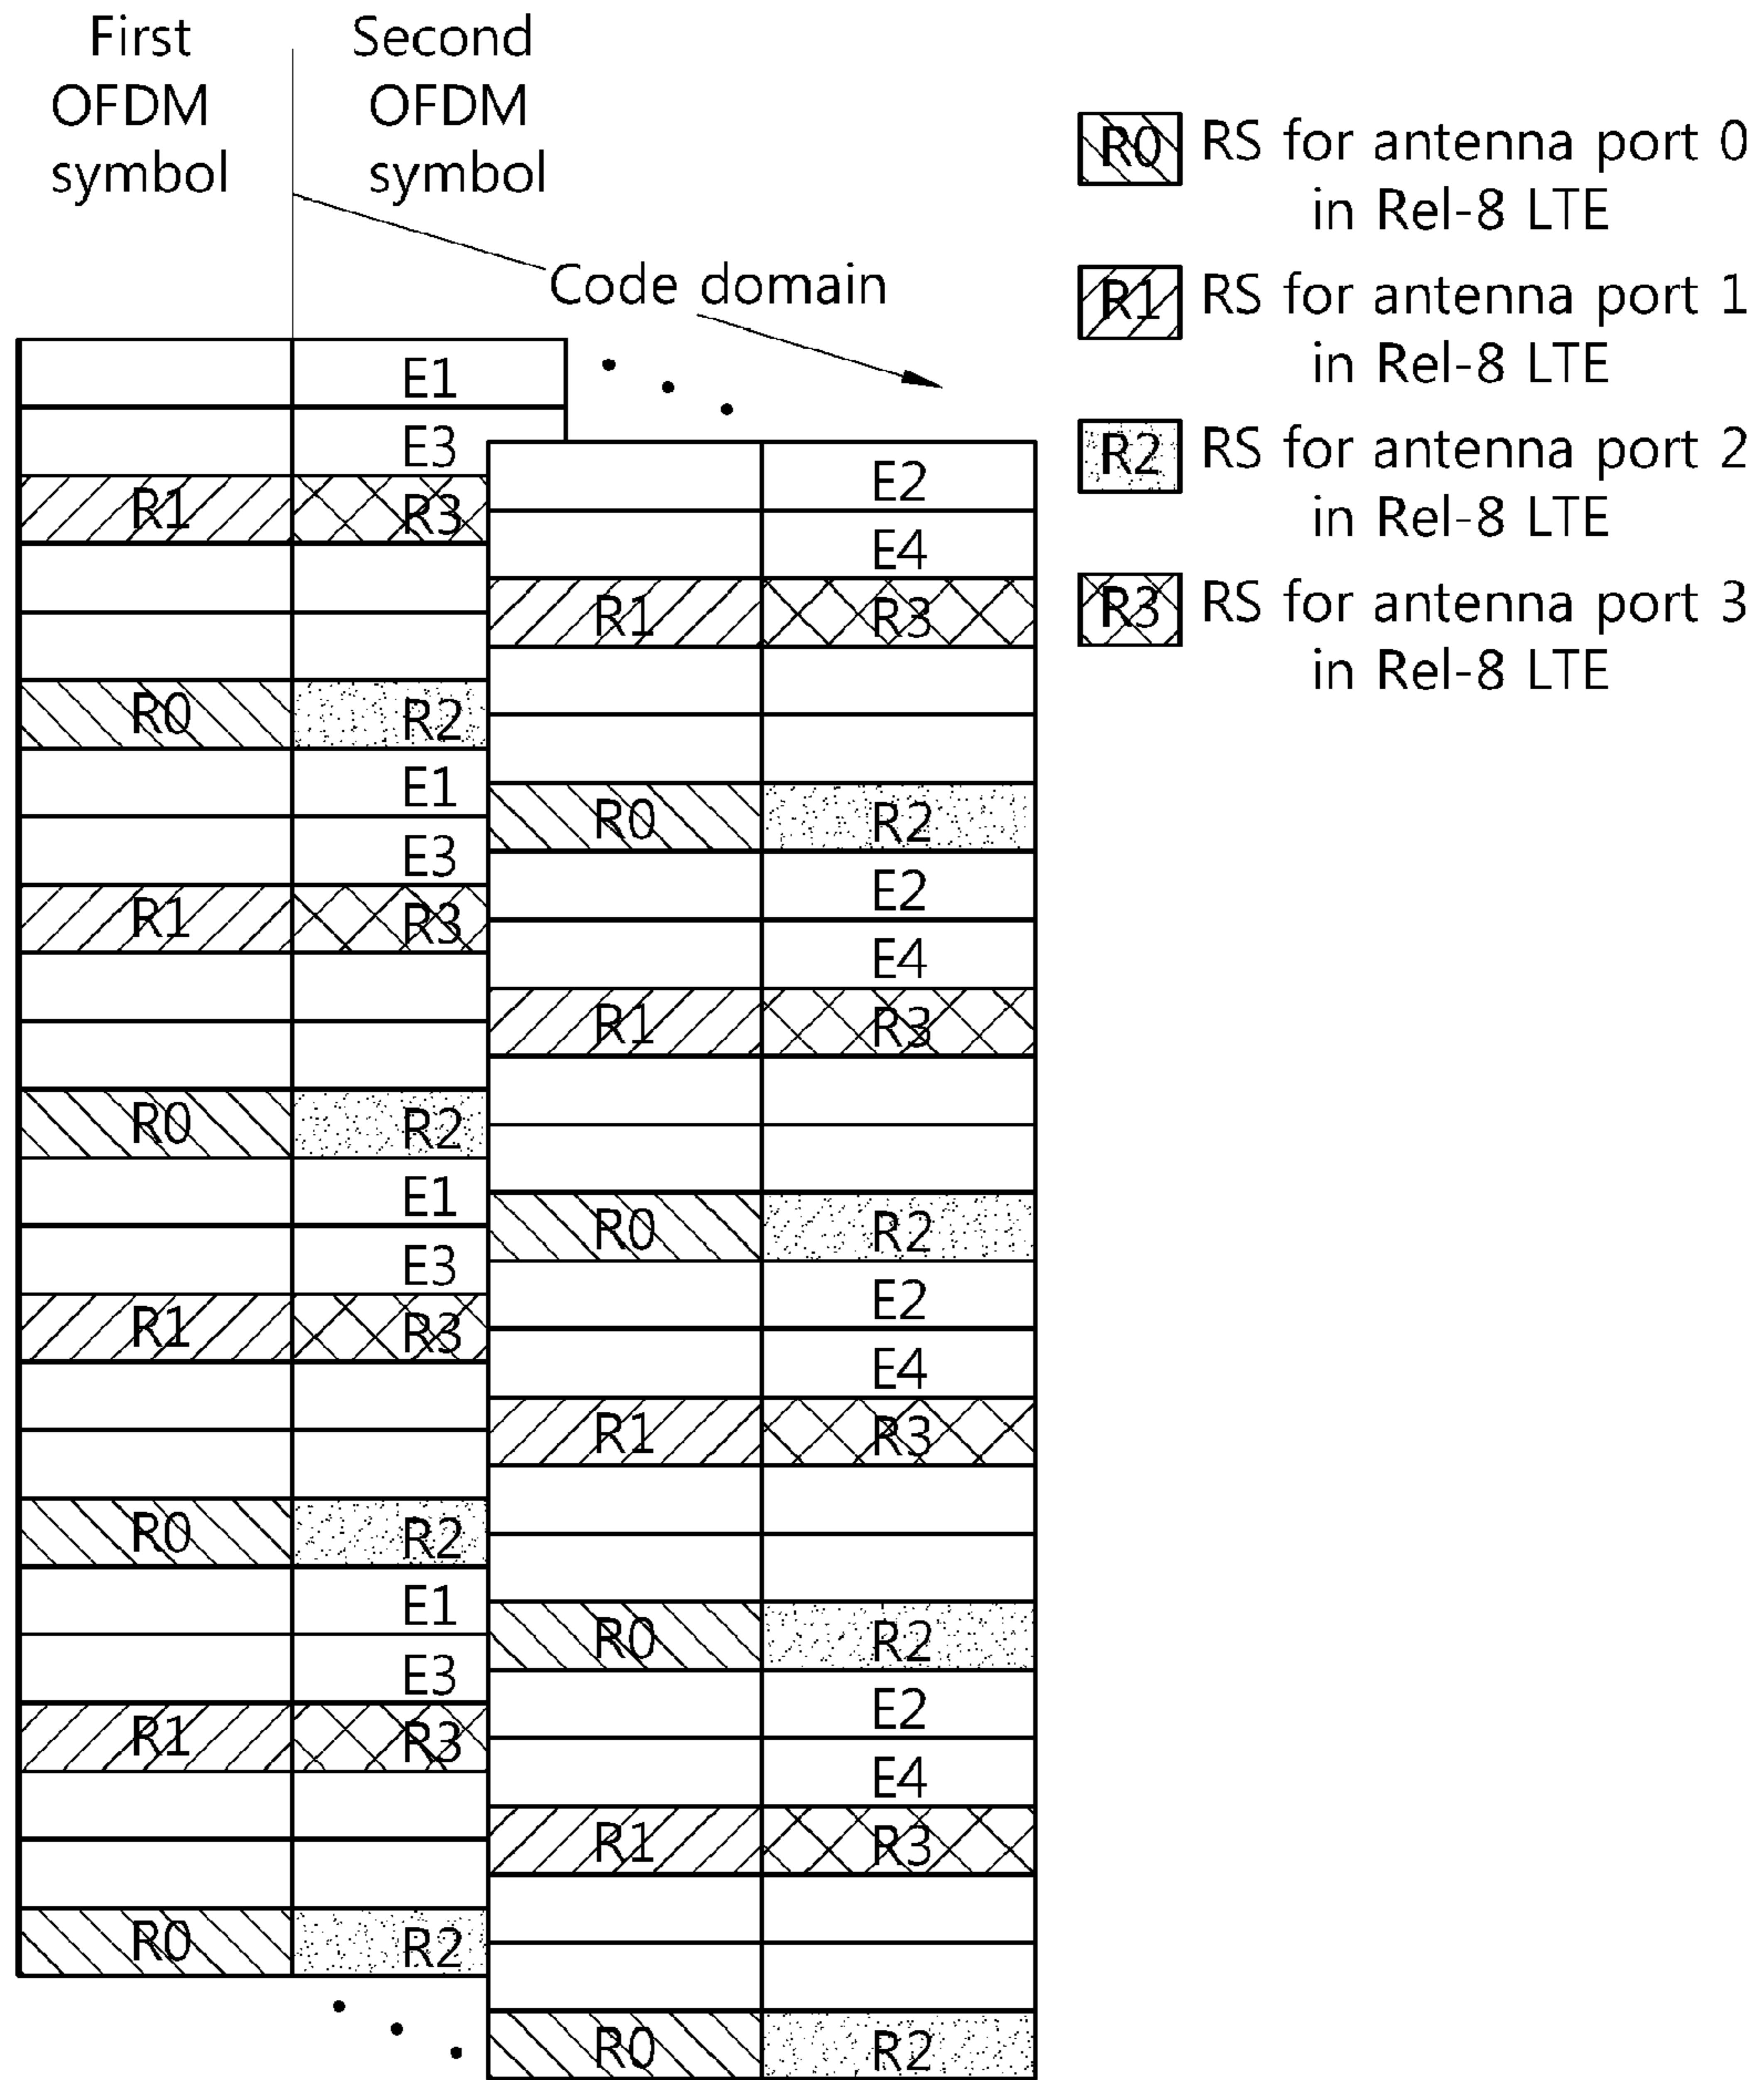 First
OFDM
symbol
Second
OFDM
symbol
Code domain
R0 RS for antenna port 0
in Rel-8 LTE
R1 RS for antenna port 1
in Rel-8 LTE
R2 RS for antenna port 2
in Rel-8 LTE
R3 RS for antenna port 3
in Rel-8 LTE
E1
E3
R1 R3
R0 R2
E1
E3
R1 R3
R0 R2
E1
E3
R1 R3
R0 R2
E1
E3
R1 R3
R0 R2
E2
E4
R1 R3
R0 R2
E2
E4
R1 R3
R0 R2
E2
E4
R1 R3
R0 R2
E2
E4
R1 R3
R0 R2